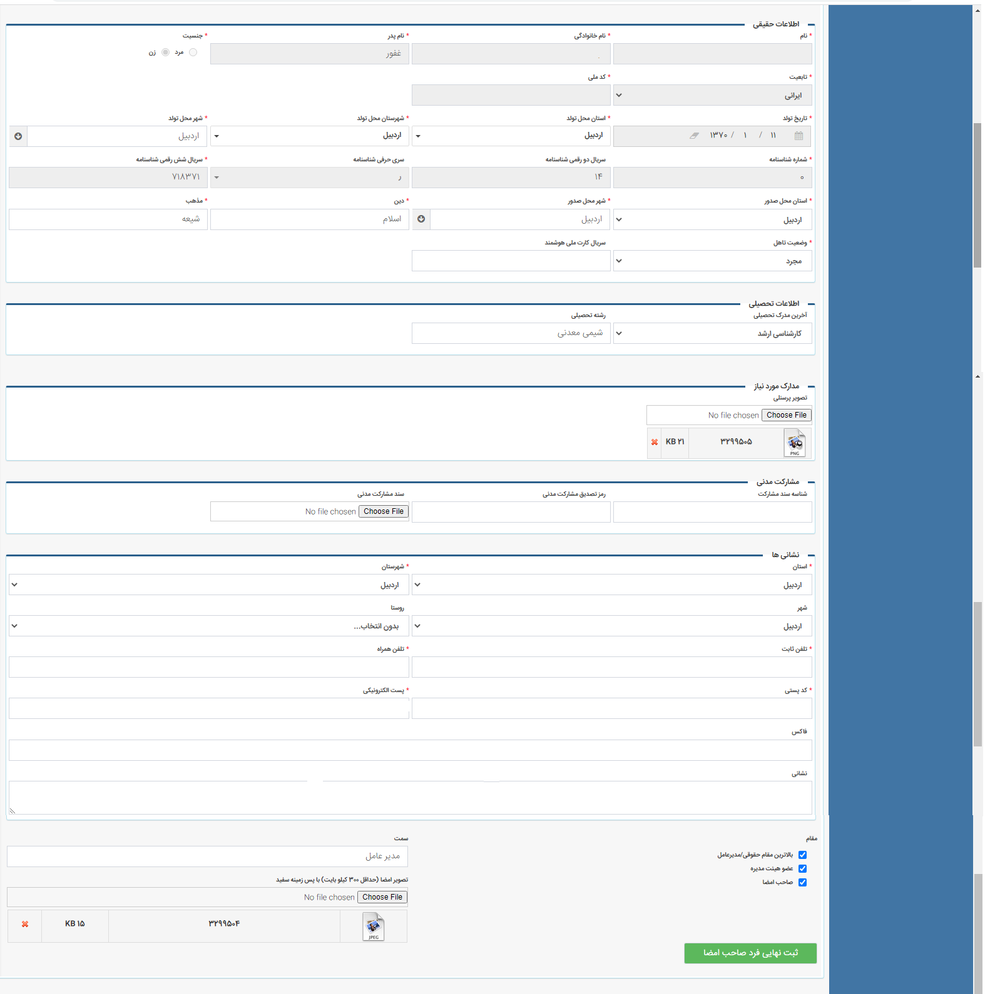 اطلاعات حقیقی
* نام * نام خانوادگی * نام پدر * جنسیت
. غفور مرد زن
* تابعیت * کد ملی
ایرانی
* تاریخ تولد * استان محل تولد * شهرستان محل تولد * شهر محل تولد
۱۱ / ۱ / ۱۳۷۰ اردبیل اردبیل اردبیل
* شماره شناسنامه سریال دو رقمی شناسنامه سری حرفی شناسنامه * سریال شش رقمی شناسنامه
۰ ۱۴ ر ۷۱۸۳۷۱
* استان محل صدور * شهر محل صدور * دین * مذهب
اردبیل اردبیل اسلام شیعه
* وضعیت تاهل سریال کارت ملی هوشمند
مجرد
اطلاعات تحصیلی
آخرین مدرک تحصیلی رشته تحصیلی
کارشناسی ارشد شیمی معدنی
مدارک مورد نیاز
تصویر پرسنلی
Choose File No file chosen
PNG ۳۲۹۹۵۰۵ ۲۱ KB
مشارکت مدنی
شناسه سند مشارکت رمز تصدیق مشارکت مدنی سند مشارکت مدنی
Choose File No file chosen
نشانی ها
* استان * شهرستان
اردبیل اردبیل
شهر روستا
اردبیل بدون انتخاب...
* تلفن ثابت * تلفن همراه
* کد پستی * پست الکترونیکی
فاکس
نشانی
مقام سمت
بالاترین مقام حقوقی/مدیرعامل مدیر عامل
عضو هیئت مدیره
صاحب امضا تصویر امضا (حداقل ۳۰۰ کیلو بایت) با پس زمینه سفید
Choose File No file chosen
JPEG ۳۲۹۹۵۰۴ ۱۵ KB
ثبت نهایی فرد صاحب امضا